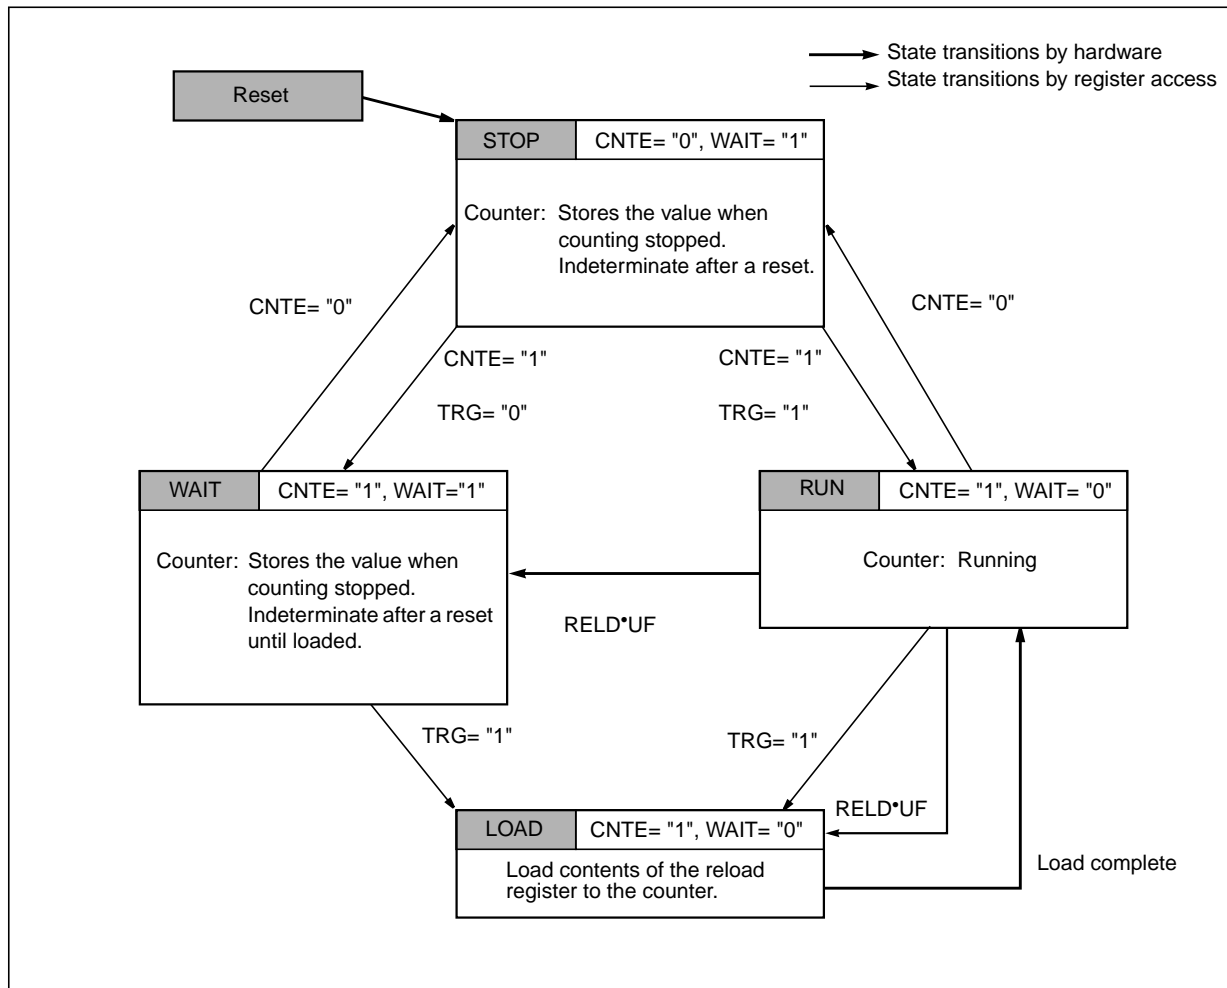 State transitions by hardware
State transitions by register access
Reset
STOP
CNTE= "0", WAIT= "1"
Counter: Stores the value when
counting stopped.
Indeterminate after a reset.
CNTE= "0"
CNTE= "0"
CNTE= "1"
TRG= "0"
CNTE= "1"
TRG= "1"
WAIT
CNTE= "1", WAIT="1"
Counter: Stores the value when
counting stopped.
Indeterminate after a reset
until loaded.
RUN
CNTE= "1", WAIT= "0"
Counter: Running
RELD•UF
TRG= "1"
TRG= "1"
RELD•UF
LOAD
CNTE= "1", WAIT= "0"
Load contents of the reload
register to the counter.
Load complete